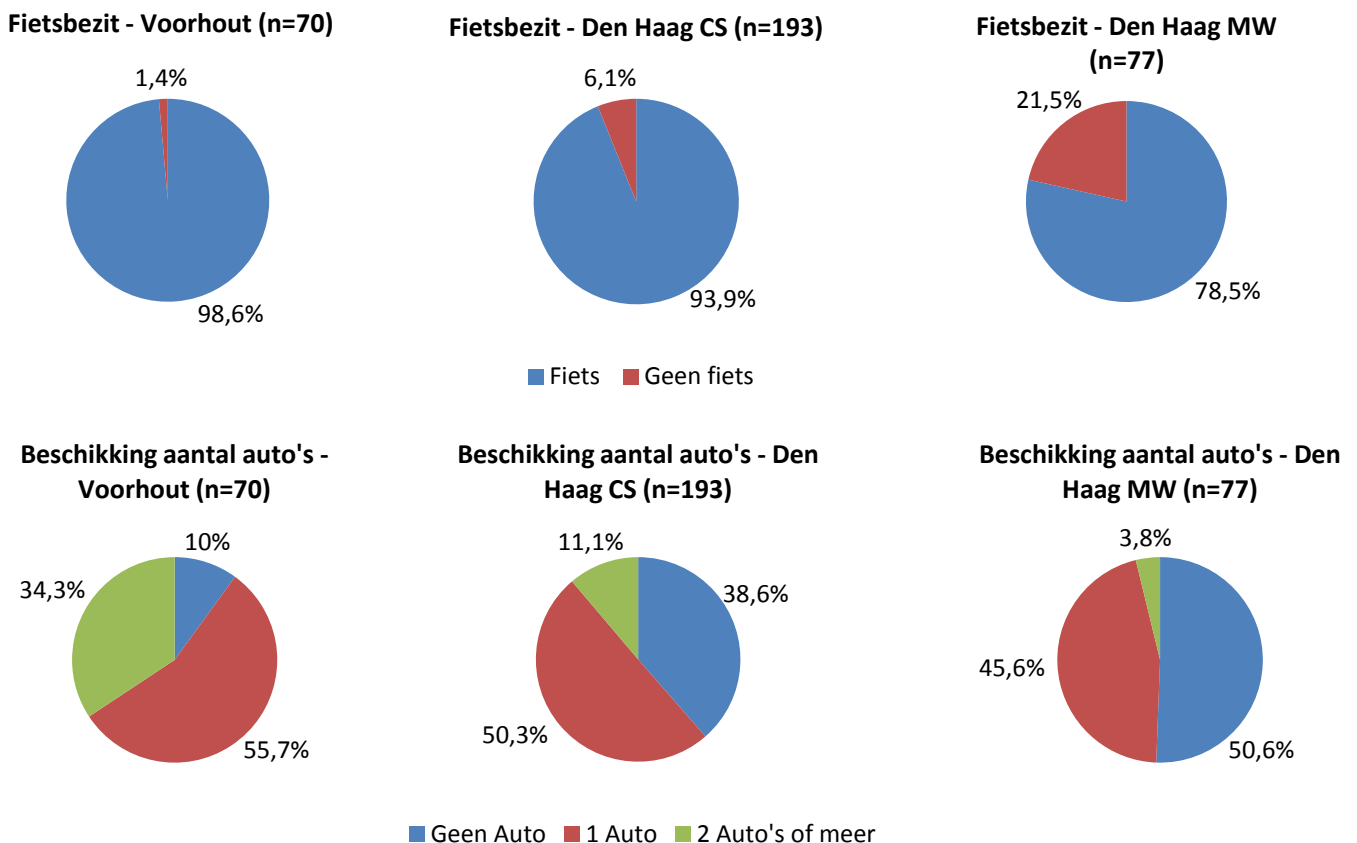 Fietsbezit - Voorhout (n=70)
1,4%
98,6%
Fietsbezit - Den Haag CS (n=193)
6,1%
93,9%
Fietsbezit - Den Haag MW
(n=77)
21,5%
78,5%
Fiets
Geen fiets
Beschikking aantal auto's -
Voorhout (n=70)
10%
34,3%
55,7%
Beschikking aantal auto's - Den
Haag CS (n=193)
11,1%
38,6%
50,3%
Beschikking aantal auto's - Den
Haag MW (n=77)
3,8%
45,6%
50,6%
Geen Auto
1 Auto
2 Auto's of meer